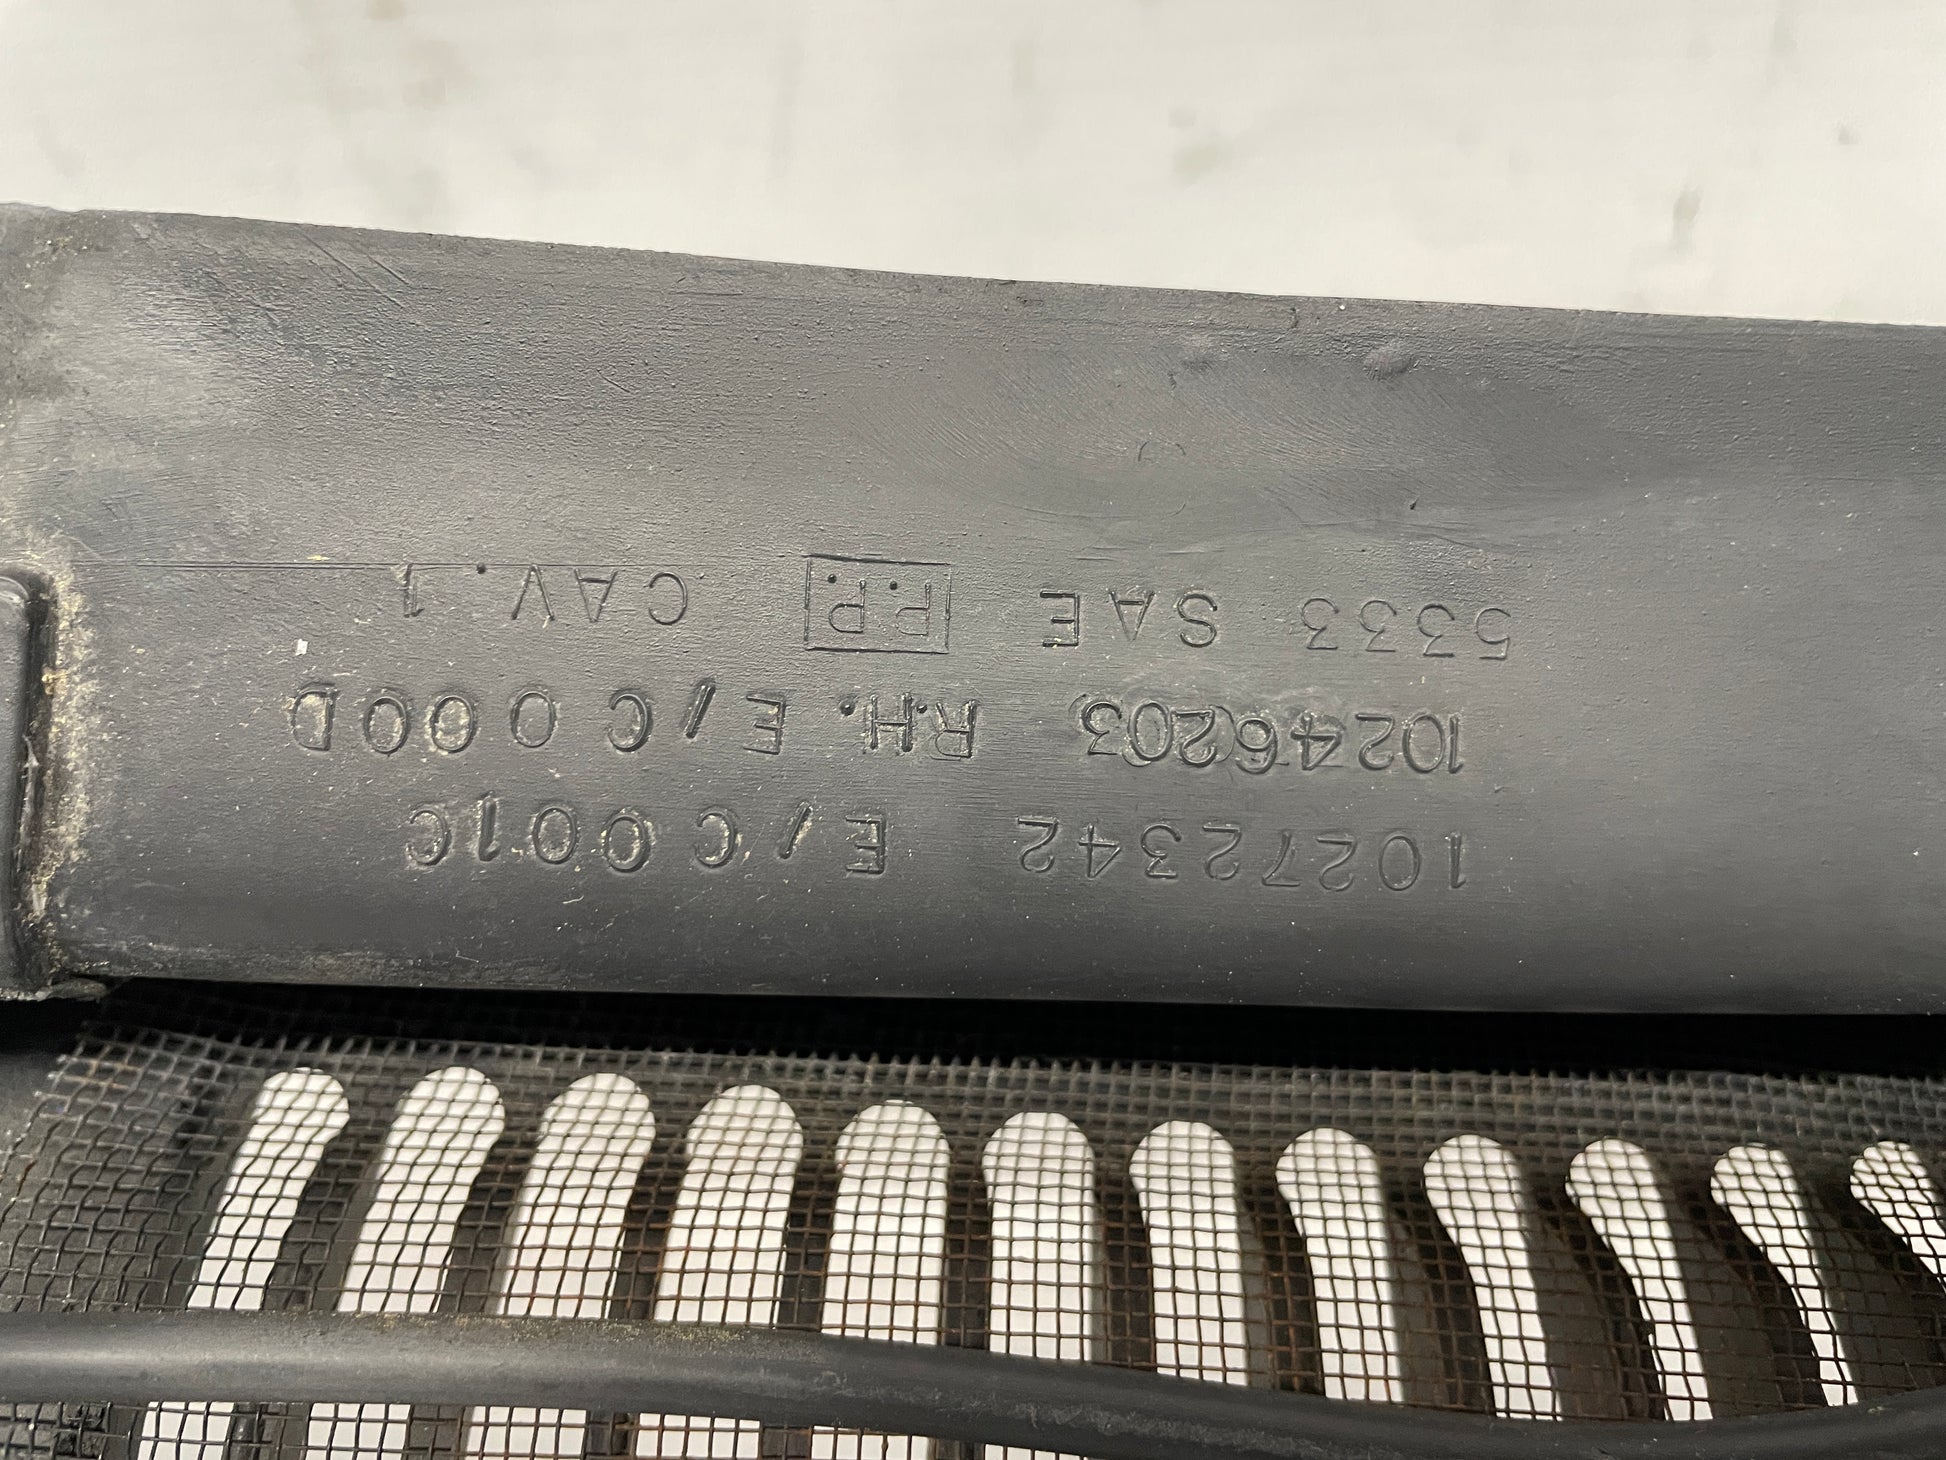 10272342 E/C 001C
10246203 R.H. E/C 000D
5333 SAE P.P. CAV. 1